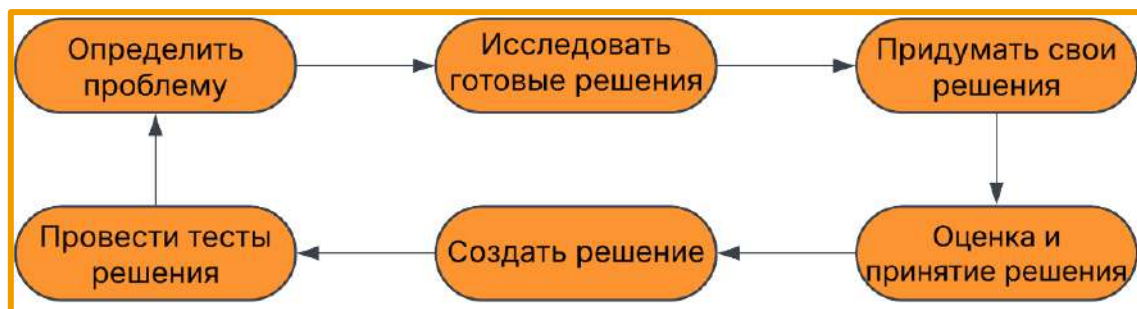 Определить
проблему
Исследовать
готовые решения
Придумать свои
решения
Провести тесты
решения
Создать решение
Оценка и
принятие решения